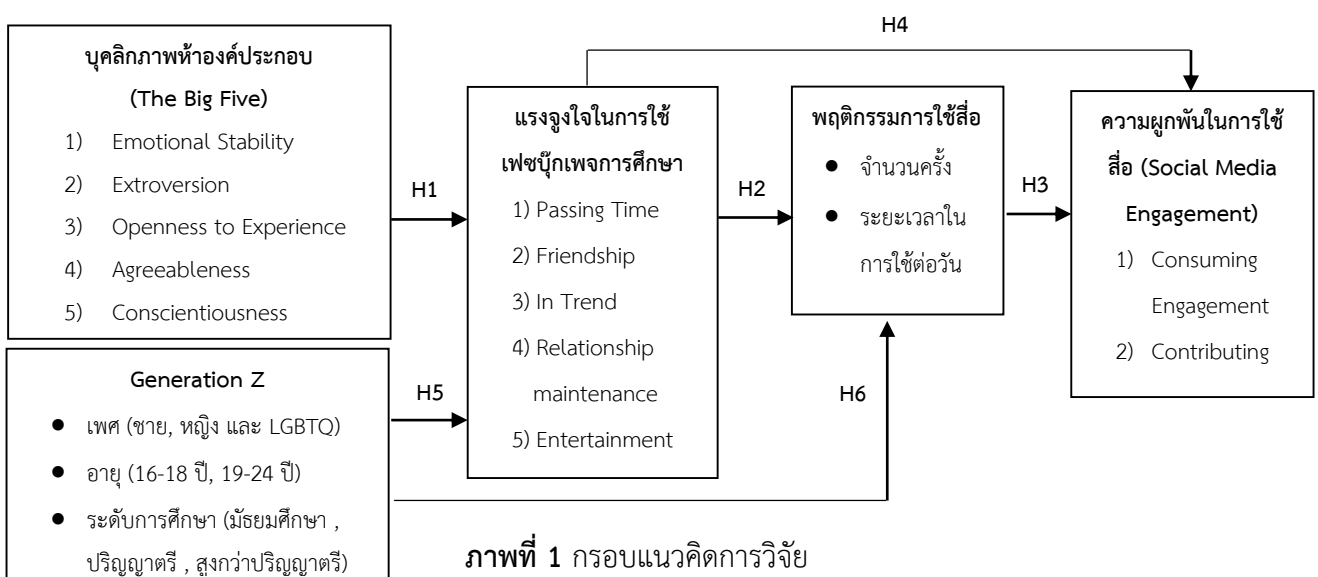 H4
บุคลิกภาพห้าองค์ประกอบ
(The Big Five)
1) Emotional Stability
2) Extroversion
3) Openness to Experience
4) Agreeableness
5) Conscientiousness
H1
แรงจูงใจในการใช้
เฟซบุ๊กเพจการศึกษา
1) Passing Time
2) Friendship
3) In Trend
4) Relationship
maintenance
5) Entertainment
H2
พฤติกรรมการใช้สื่อ
● จำนวนครั้ง
● ระยะเวลาใน
การใช้ต่อวัน
H3
ความผูกพันในการใช้
สื่อ (Social Media
Engagement)
1) Consuming
Engagement
2) Contributing
Generation Z
● เพศ (ชาย, หญิง และ LGBTQ)
● อายุ (16-18 ปี, 19-24 ปี)
● ระดับการศึกษา (มัธยมศึกษา ,
ปริญญาตรี , สูงกว่าปริญญาตรี)
H5
H6
ภาพที่ 1 กรอบแนวคิดการวิจัย